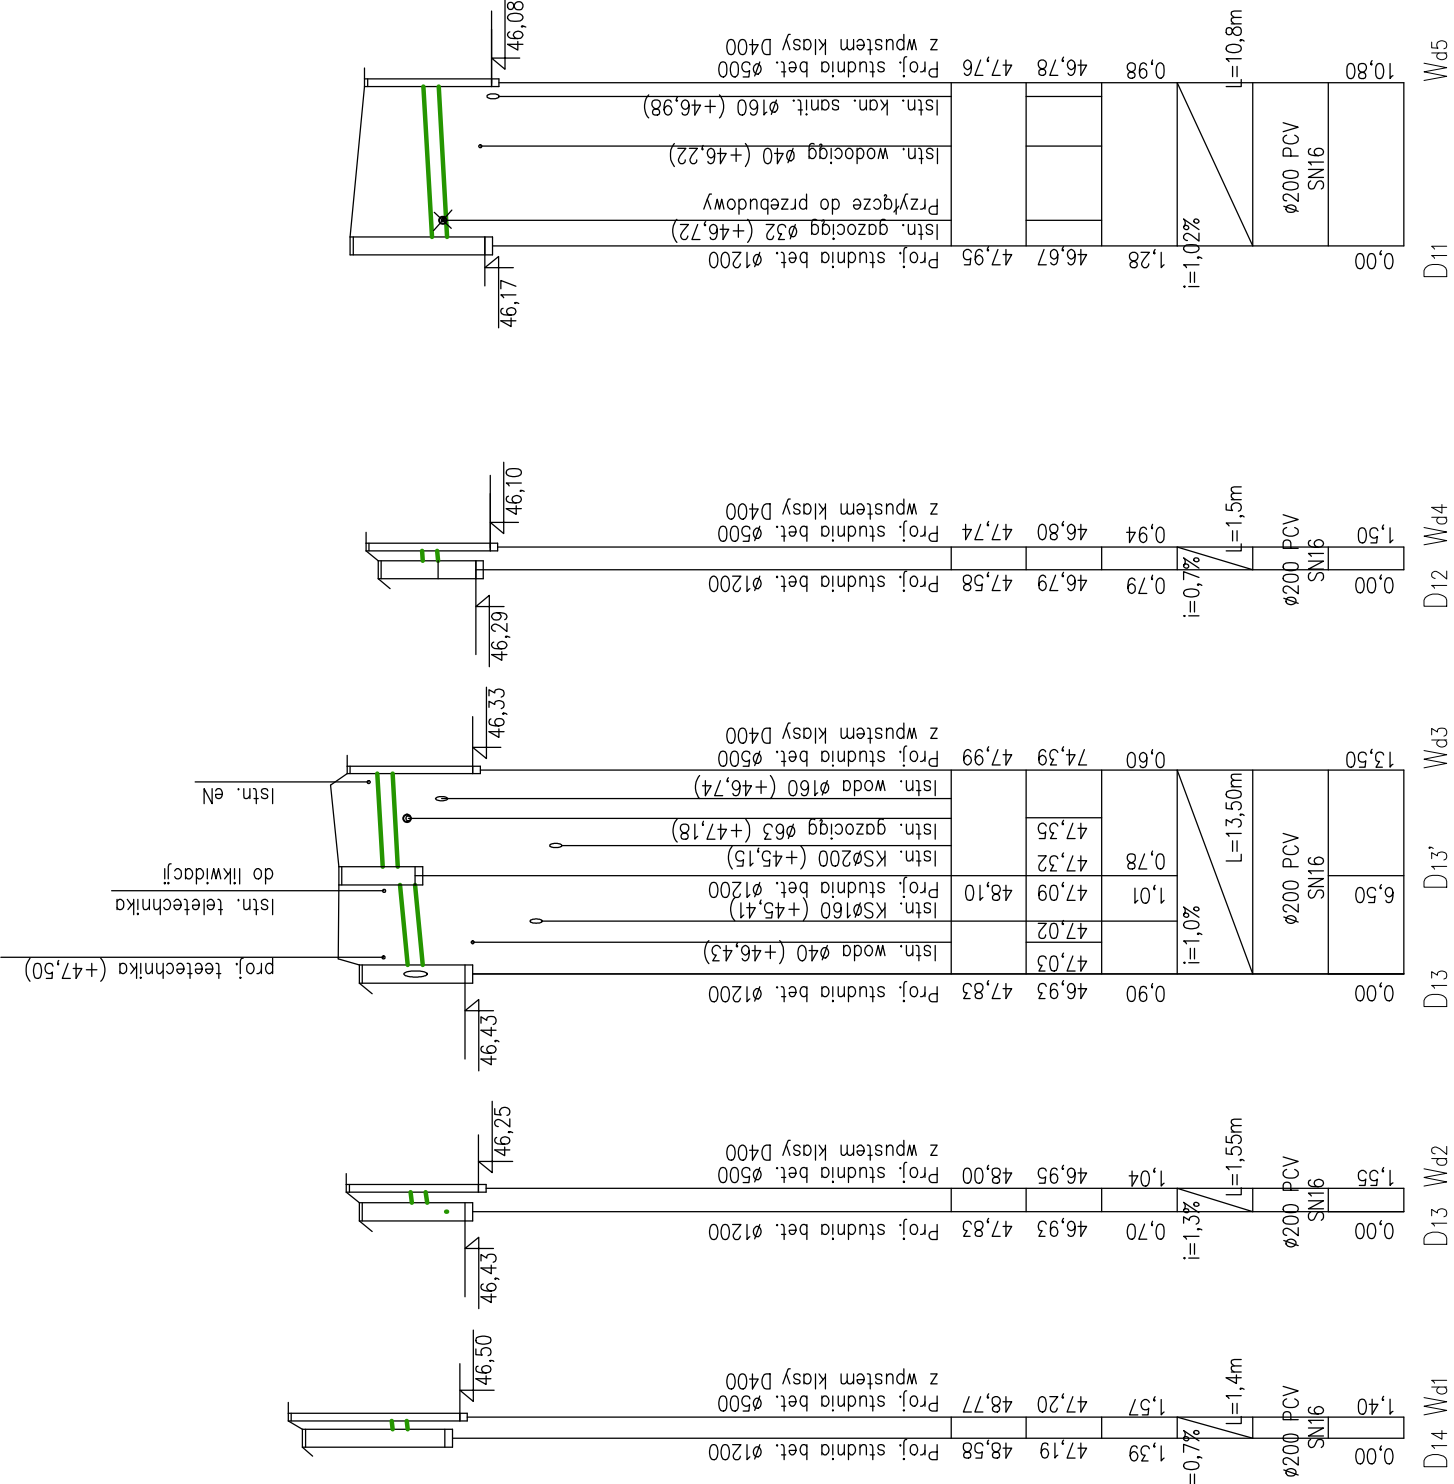 46,08
Proj. studnia bet. ø500
z wpustem klasy D400
47,76
46,78
0,98
L=10,8m
10,80
Wd5
Istn. kan. sanit. ø160 (+46,98)
Istn. wodociąg ø40 (+46,22)
Istn. gazociąg ø32 (+46,72)
Przyłącze do przebudowy
ø200 PCV
SN16
i=1,02%
Proj. studnia bet. ø1200
47,95
46,67
1,28
0,00
D11
46,17
46,10
Proj. studnia bet. ø500
z wpustem klasy D400
47,74
46,80
0,94
L=1,5m
1,50
Wd4
ø200 PCV
SN16
i=0,7%
Proj. studnia bet. ø1200
47,58
46,79
0,79
0,00
D12
46,29
46,33
Proj. studnia bet. ø500
z wpustem klasy D400
47,99
74,39
0,60
L=13,50m
13,50
Wd3
Istn. eN
Istn. woda ø160 (+46,74)
Istn. gazociąg ø63 (+47,18)
47,35
Istn. KSø200 (+45,15)
47,32
0,78
D13'
Istn. teletechnika
do likwidacji
Proj. studnia bet. ø1200
48,10
47,09
1,01
6,50
ø200 PCV
SN16
Istn. KSø160 (+45,41)
47,02
i=1,0%
Istn. woda ø40 (+46,43)
47,03
proj. teetechnika (+47,50)
Proj. studnia bet. ø1200
47,83
46,93
0,90
0,00
D13
46,43
46,25
Proj. studnia bet. ø500
z wpustem klasy D400
48,00
46,95
1,04
L=1,55m
1,55
Wd2
ø200 PCV
SN16
i=1,3%
Proj. studnia bet. ø1200
47,83
46,93
0,70
0,00
D13
46,43
46,50
Proj. studnia bet. ø500
z wpustem klasy D400
48,77
47,20
1,57
L=1,4m
1,40
Wd1
ø200 PCV
SN16
=0,7%
Proj. studnia bet. ø1200
48,58
47,19
1,39
0,00
D14